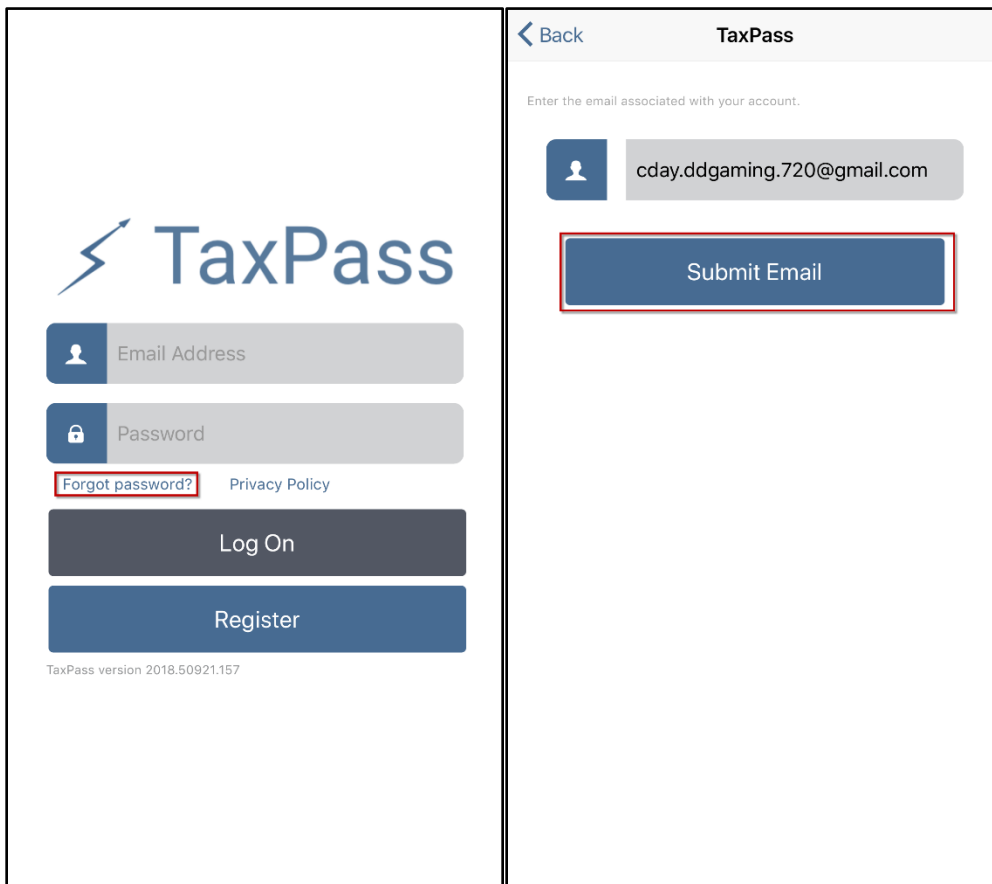 TaxPass
Email Address
Password
Forgot password? Privacy Policy
Log On
Register
TaxPass version 2018.50921.157
Back TaxPass
Enter the email associated with your account.
cday.ddgaming.720@gmail.com
Submit Email